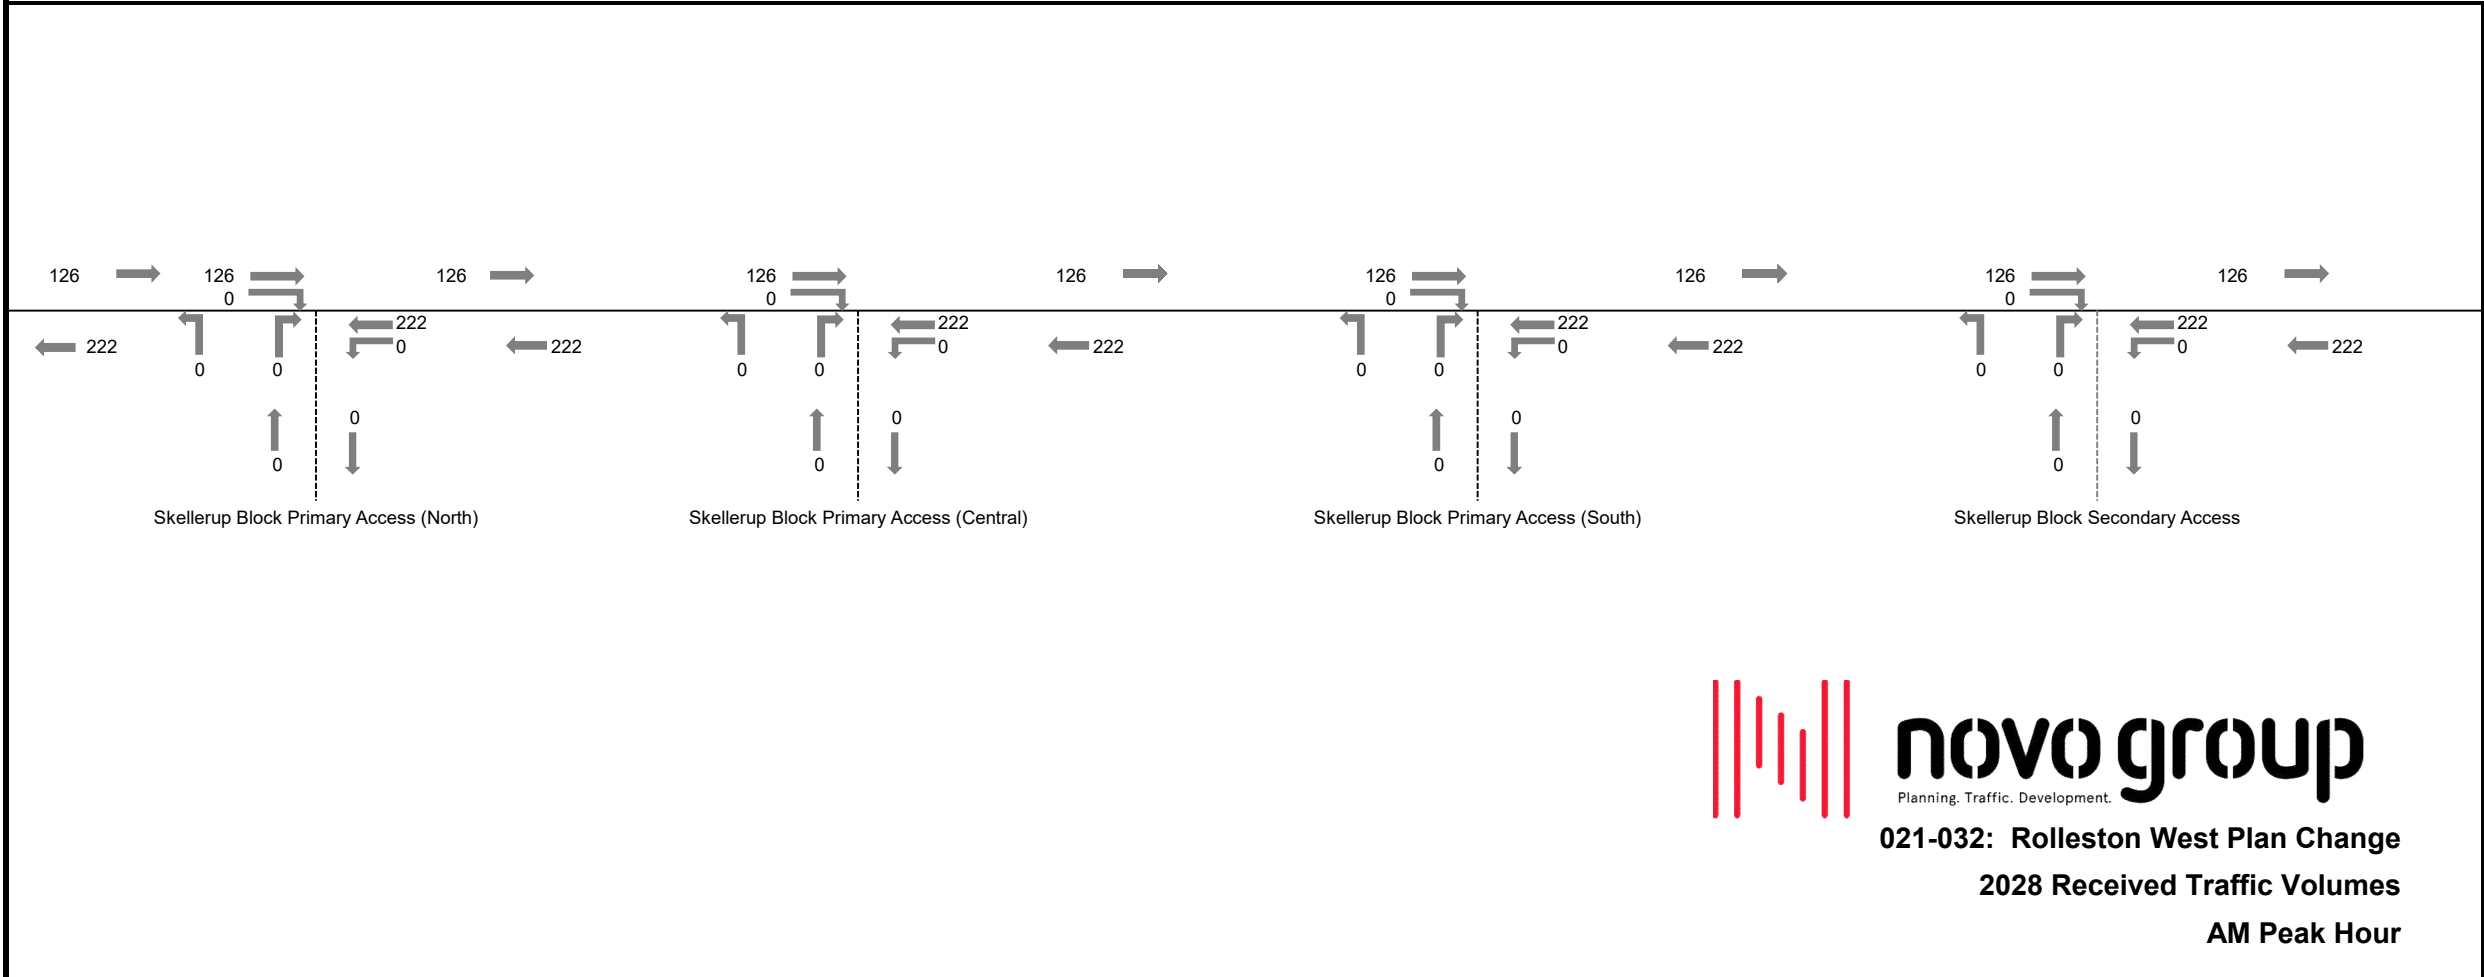 126 126 126 126 126 126 126 126 126
0 0 0 0
222 222 222 222
222 0 222 0 222 0 222 0 222
0 0 0 0 0 0 0 0
0 0 0 0
0 0 0 0
Skellerup Block Primary Access (North) Skellerup Block Primary Access (Central) Skellerup Block Primary Access (South) Skellerup Block Secondary Access
novo group
Planning. Traffic. Development.
021-032: Rolleston West Plan Change
2028 Received Traffic Volumes
AM Peak Hour